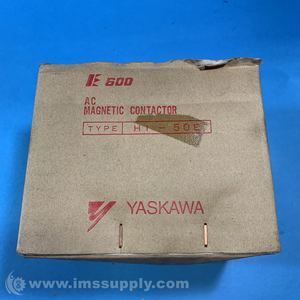 E 600
AC
MAGNETIC CONTACTOR
TYPE HI-50E
YASKAWA
© www.imssupply.com